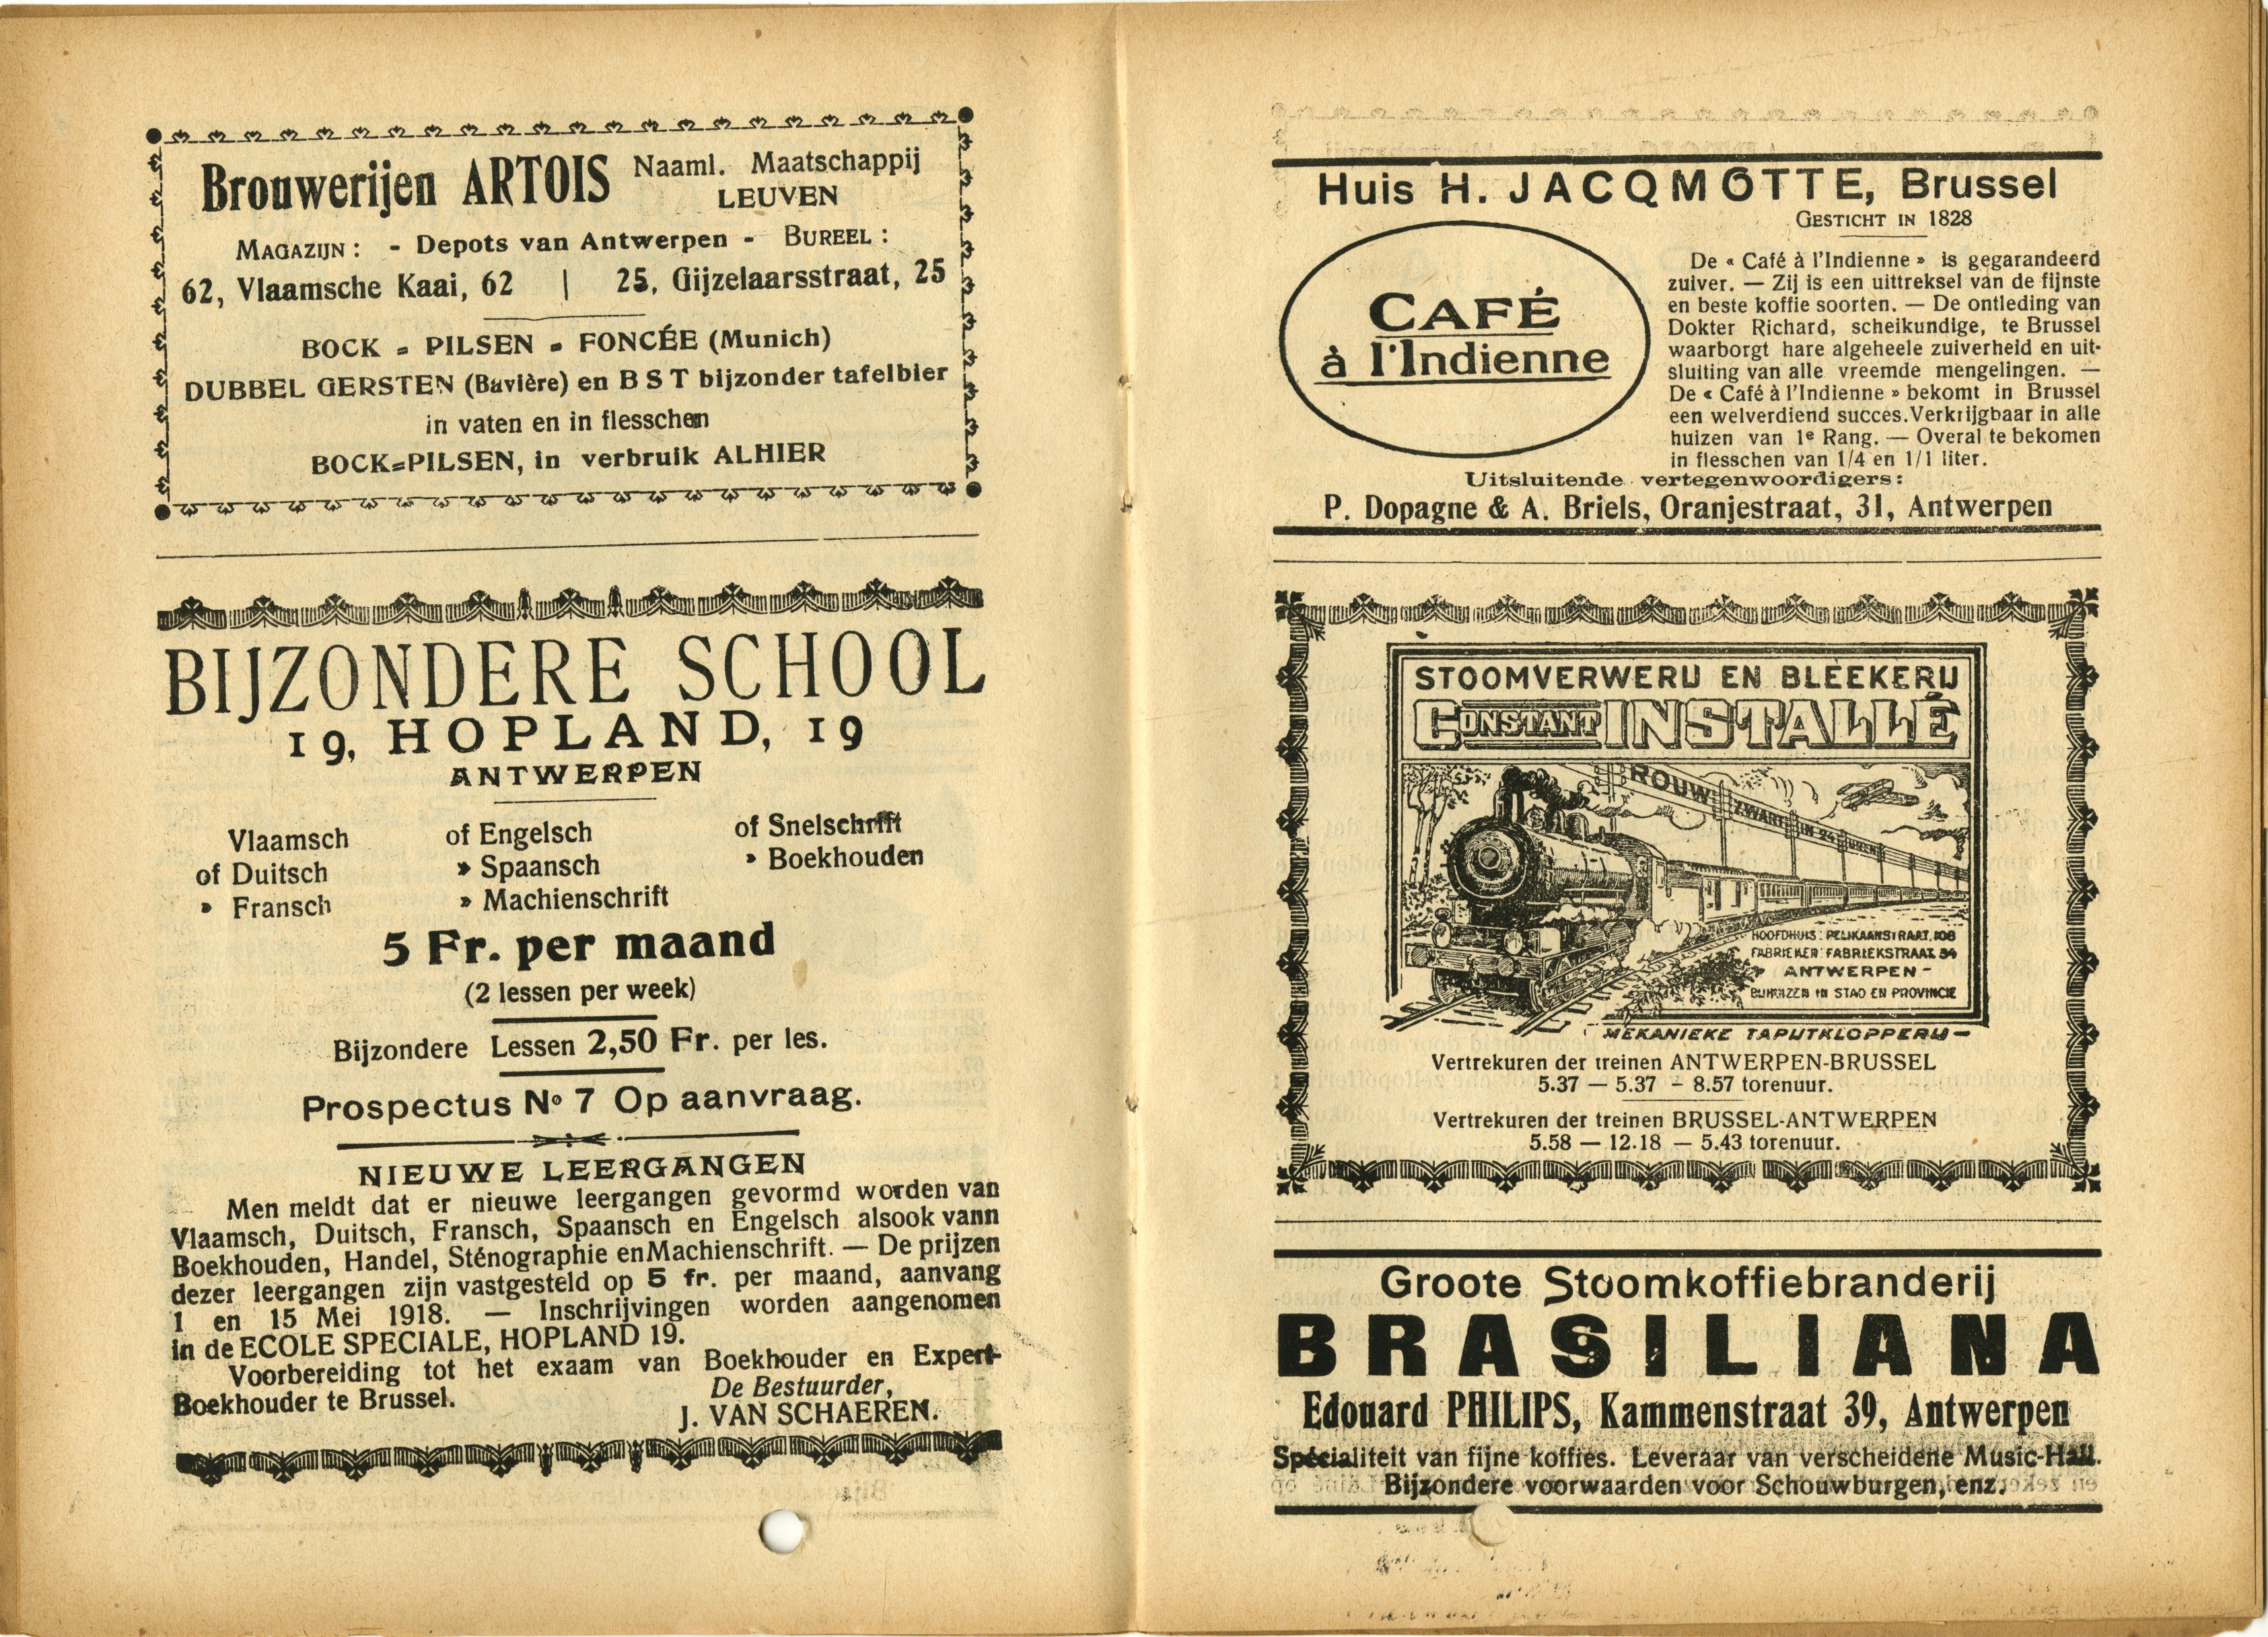 Brouwerijen ARTOIS Naaml. Maatschappij
LEUVEN
MAGAZIJN : - Depots van Antwerpen - BUREEL :
62, Vlaamsche Kaai, 62 | 25, Gijzelaarsstraat, 25
BOCK = PILSEN = FONCÉE (Munich)
DUBBEL GERSTEN (Bavière) en B S T bijzonder tafelbier
in vaten en in flesschen
BOCK=PILSEN, in verbruik ALHIER
BIJZONDERE SCHOOL
19, HOPLAND, 19
ANTWERPEN
Vlaamsch of Engelsch of Snelschrift
of Duitsch » Spaansch » Boekhouden
» Fransch » Machienschrift
5 Fr. per maand
(2 lessen per week)
Bijzondere Lessen 2,50 Fr. per les.
Prospectus No 7 Op aanvraag.
NIEUWE LEERGANGEN
Men meldt dat er nieuwe leergangen gevormd worden van
Vlaamsch, Duitsch, Fransch, Spaansch en Engelsch alsook vann
Boekhouden, Handel, Sténographie en Machienschrift. — De prijzen
dezer leergangen zijn vastgesteld op 5 fr. per maand, aanvang
1 en 15 Mei 1918. — Inschrijvingen worden aangenomen
in de ECOLE SPECIALE, HOPLAND 19.
Voorbereiding tot het exaam van Boekhouder en Expert-
Boekhouder te Brussel.
De Bestuurder,
J. VAN SCHAEREN.
Huis H. JACQMOTTE, Brussel
GESTICHT IN 1828
CAFÉ
à l'Indienne
De « Café à l'Indienne » is gegarandeerd
zuiver. — Zij is een uittreksel van de fijnste
en beste koffie soorten. — De ontleding van
Dokter Richard, scheikundige, te Brussel
waarborgt hare algeheele zuiverheid en uit-
sluiting van alle vreemde mengelingen. —
De « Café à l'Indienne » bekomt in Brussel
een welverdiend succes. Verkrijgbaar in alle
huizen van 1e Rang. — Overal te bekomen
in flesschen van 1/4 en 1/1 liter.
Uitsluitende vertegenwoordigers :
P. Dopagne & A. Briels, Oranjestraat, 31, Antwerpen
STOOMVERWERIJ EN BLEEKERIJ
CONSTANT INSTALLÉ
ROUW ZWART IN 24 UREN
HOOFDHUIS : PELIKAANSTRAAT, 108
FABRIEKEN : FABRIEKSTRAAT, 54
ANTWERPEN -
BIJHUIZEN IN STAD EN PROVINCIE
MEKANIEKE TAPIJTKLOPPERIJ —
Vertrekuren der treinen ANTWERPEN-BRUSSEL
5.37 — 5.37 — 8.57 torenuur.
Vertrekuren der treinen BRUSSEL-ANTWERPEN
5.58 — 12.18 — 5.43 torenuur.
Groote Stoomkoffiebranderij
BRASILIANA
Edouard PHILIPS, Kammenstraat 39, Antwerpen
Spécialiteit van fijne koffies. Leveraar van verscheidene Music-Hall.
Bijzondere voorwaarden voor Schouwburgen, enz.